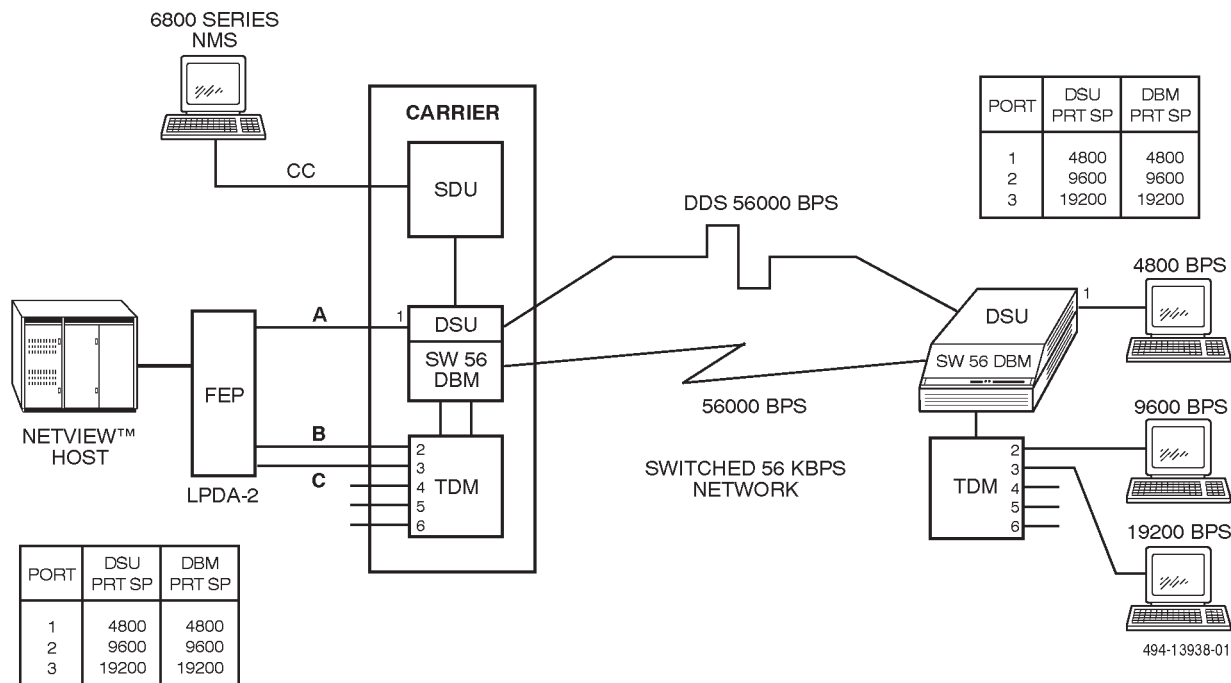 6800 SERIES
NMS
CARRIER
CC
SDU
PORT DSU PRT SP DBM PRT SP
1 4800 4800
2 9600 9600
3 19200 19200
DDS 56000 BPS
4800 BPS
A
1
DSU
SW 56
DBM
DSU
1
SW 56 DBM
FEP
56000 BPS
9600 BPS
NETVIEW™
HOST
B
C
LPDA-2
2
3
4
5
6
TDM
SWITCHED 56 KBPS
NETWORK
2
3
4
5
6
TDM
19200 BPS
PORT DSU PRT SP DBM PRT SP
1 4800 4800
2 9600 9600
3 19200 19200
494-13938-01